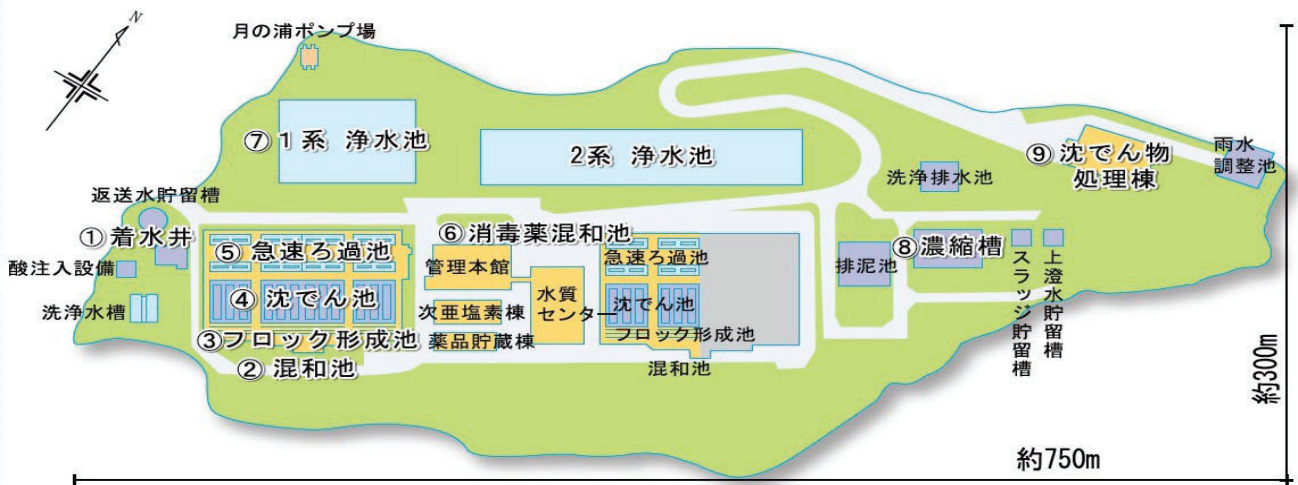 N
月の浦ポンプ場
⑦1系 浄水池
2系 浄水池
⑨沈でん物
処理棟
雨水
調整池
洗浄排水池
返送水貯留槽
①着水井
酸注入設備
洗浄水槽
⑤急速ろ過池
④沈でん池
③フロック形成池
②混和池
⑥消毒薬混和池
管理本館
次亜塩素棟
薬品貯蔵棟
水質
センター
急速ろ過池
沈でん池
フロック形成池
混和池
排泥池
⑧濃縮槽
スラッジ貯留槽
上澄水貯留槽
約300m
約750m